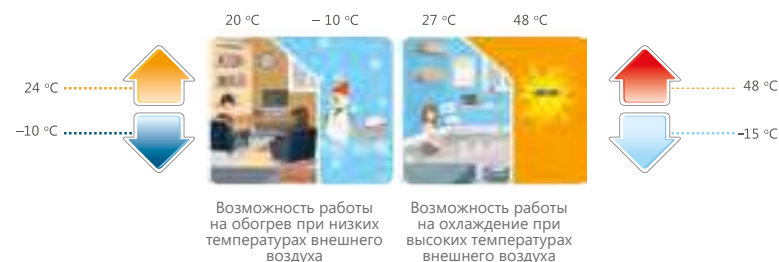 20 °C – 10 °C 27 °C 48 °C
24 °C
–10 °C
48 °C
–15 °C
Возможность работы
на обогрев при низких
температурах внешнего
воздуха
Возможность работы
на охлаждение при
высоких температурах
внешнего воздуха